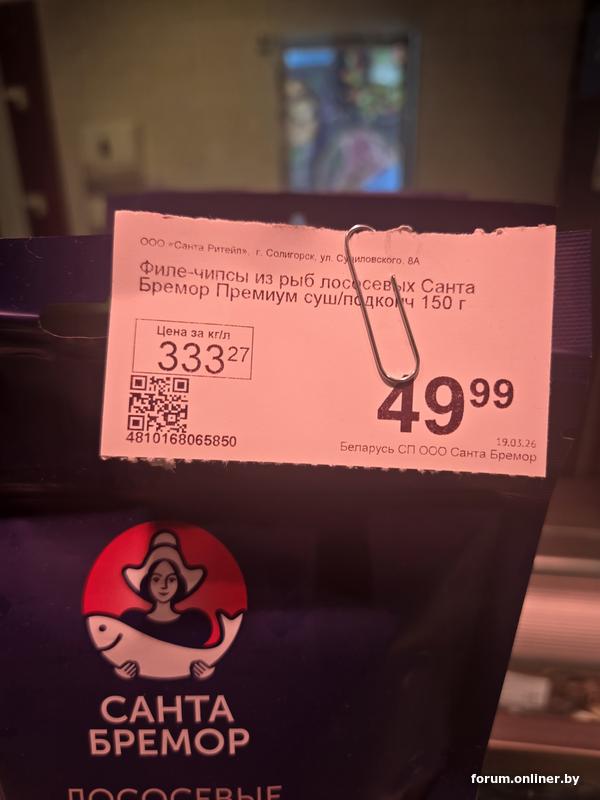 ООО «Санта Ритейл», г. Солигорск, ул. Судиловского, 8А
Филе-чипсы из рыб лососевых Санта
Бремор Премиум суш/подкопч 150 г
Цена за кг/л
333 27
49 99
4810168065850
19.03.26
Беларусь СП ООО Санта Бремор
САНТА
БРЕМОР
ЛОСОСЕВЫЕ
forum.onliner.by